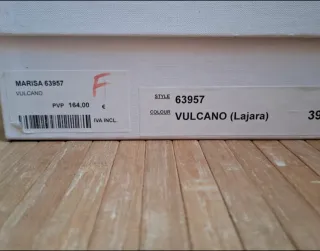 MARISA 63957
VULCANO
PVP 164,00 €
IVA INCL.
F
STYLE 63957
COLOUR VULCANO (Lajara)
39